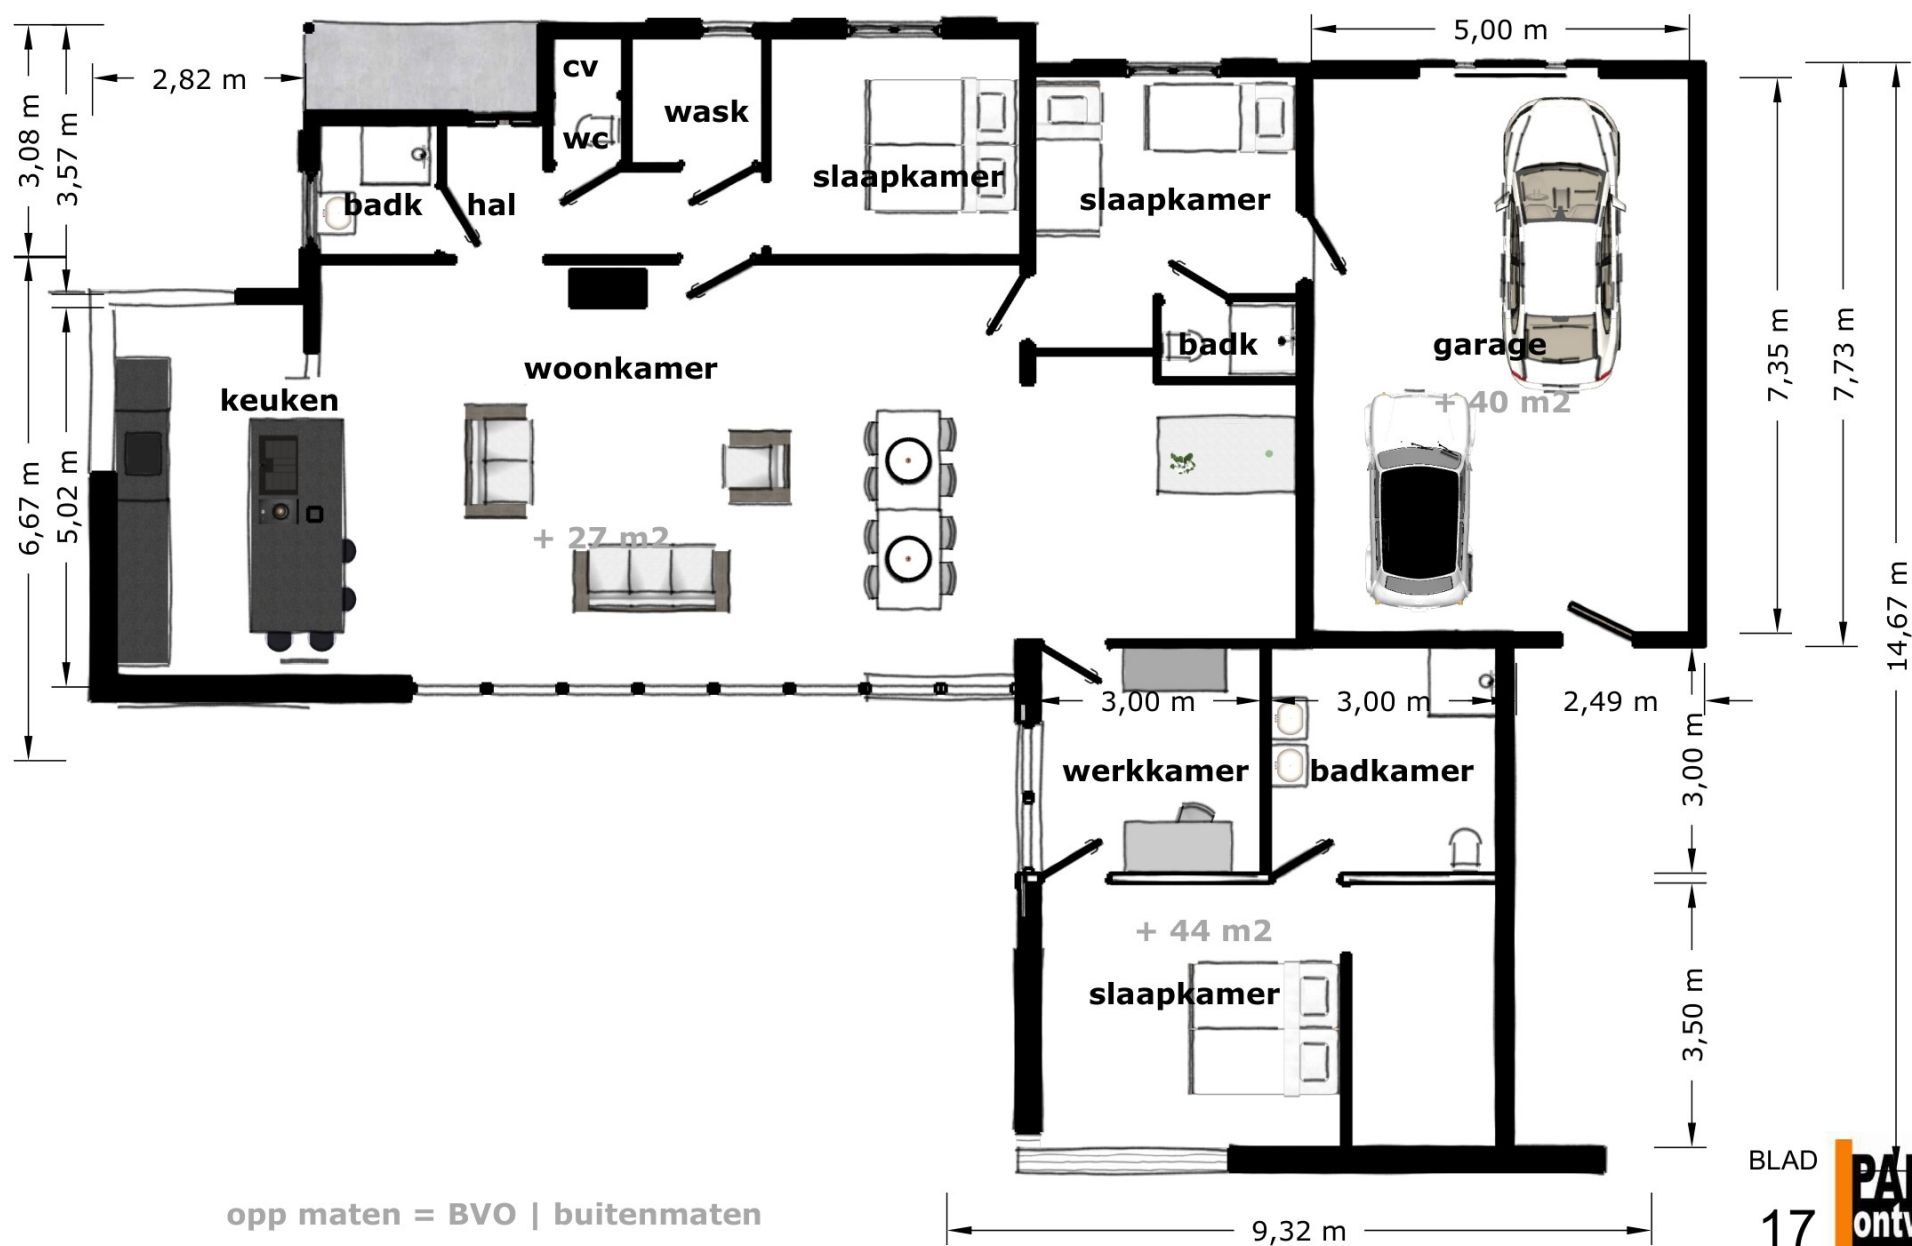 5,00 m
2,82 m
cv
wask
wc
3,08 m
3,57 m
slaapkamer
slaapkamer
badk
hal
badk
garage
+ 40 m2
7,35 m
7,73 m
woonkamer
keuken
6,67 m
5,02 m
+ 27 m2
14,67 m
3,00 m
3,00 m
2,49 m
3,00 m
werkkamer
badkamer
+ 44 m2
slaapkamer
3,50 m
BLAD
17
opp maten = BVO | buitenmaten
9,32 m